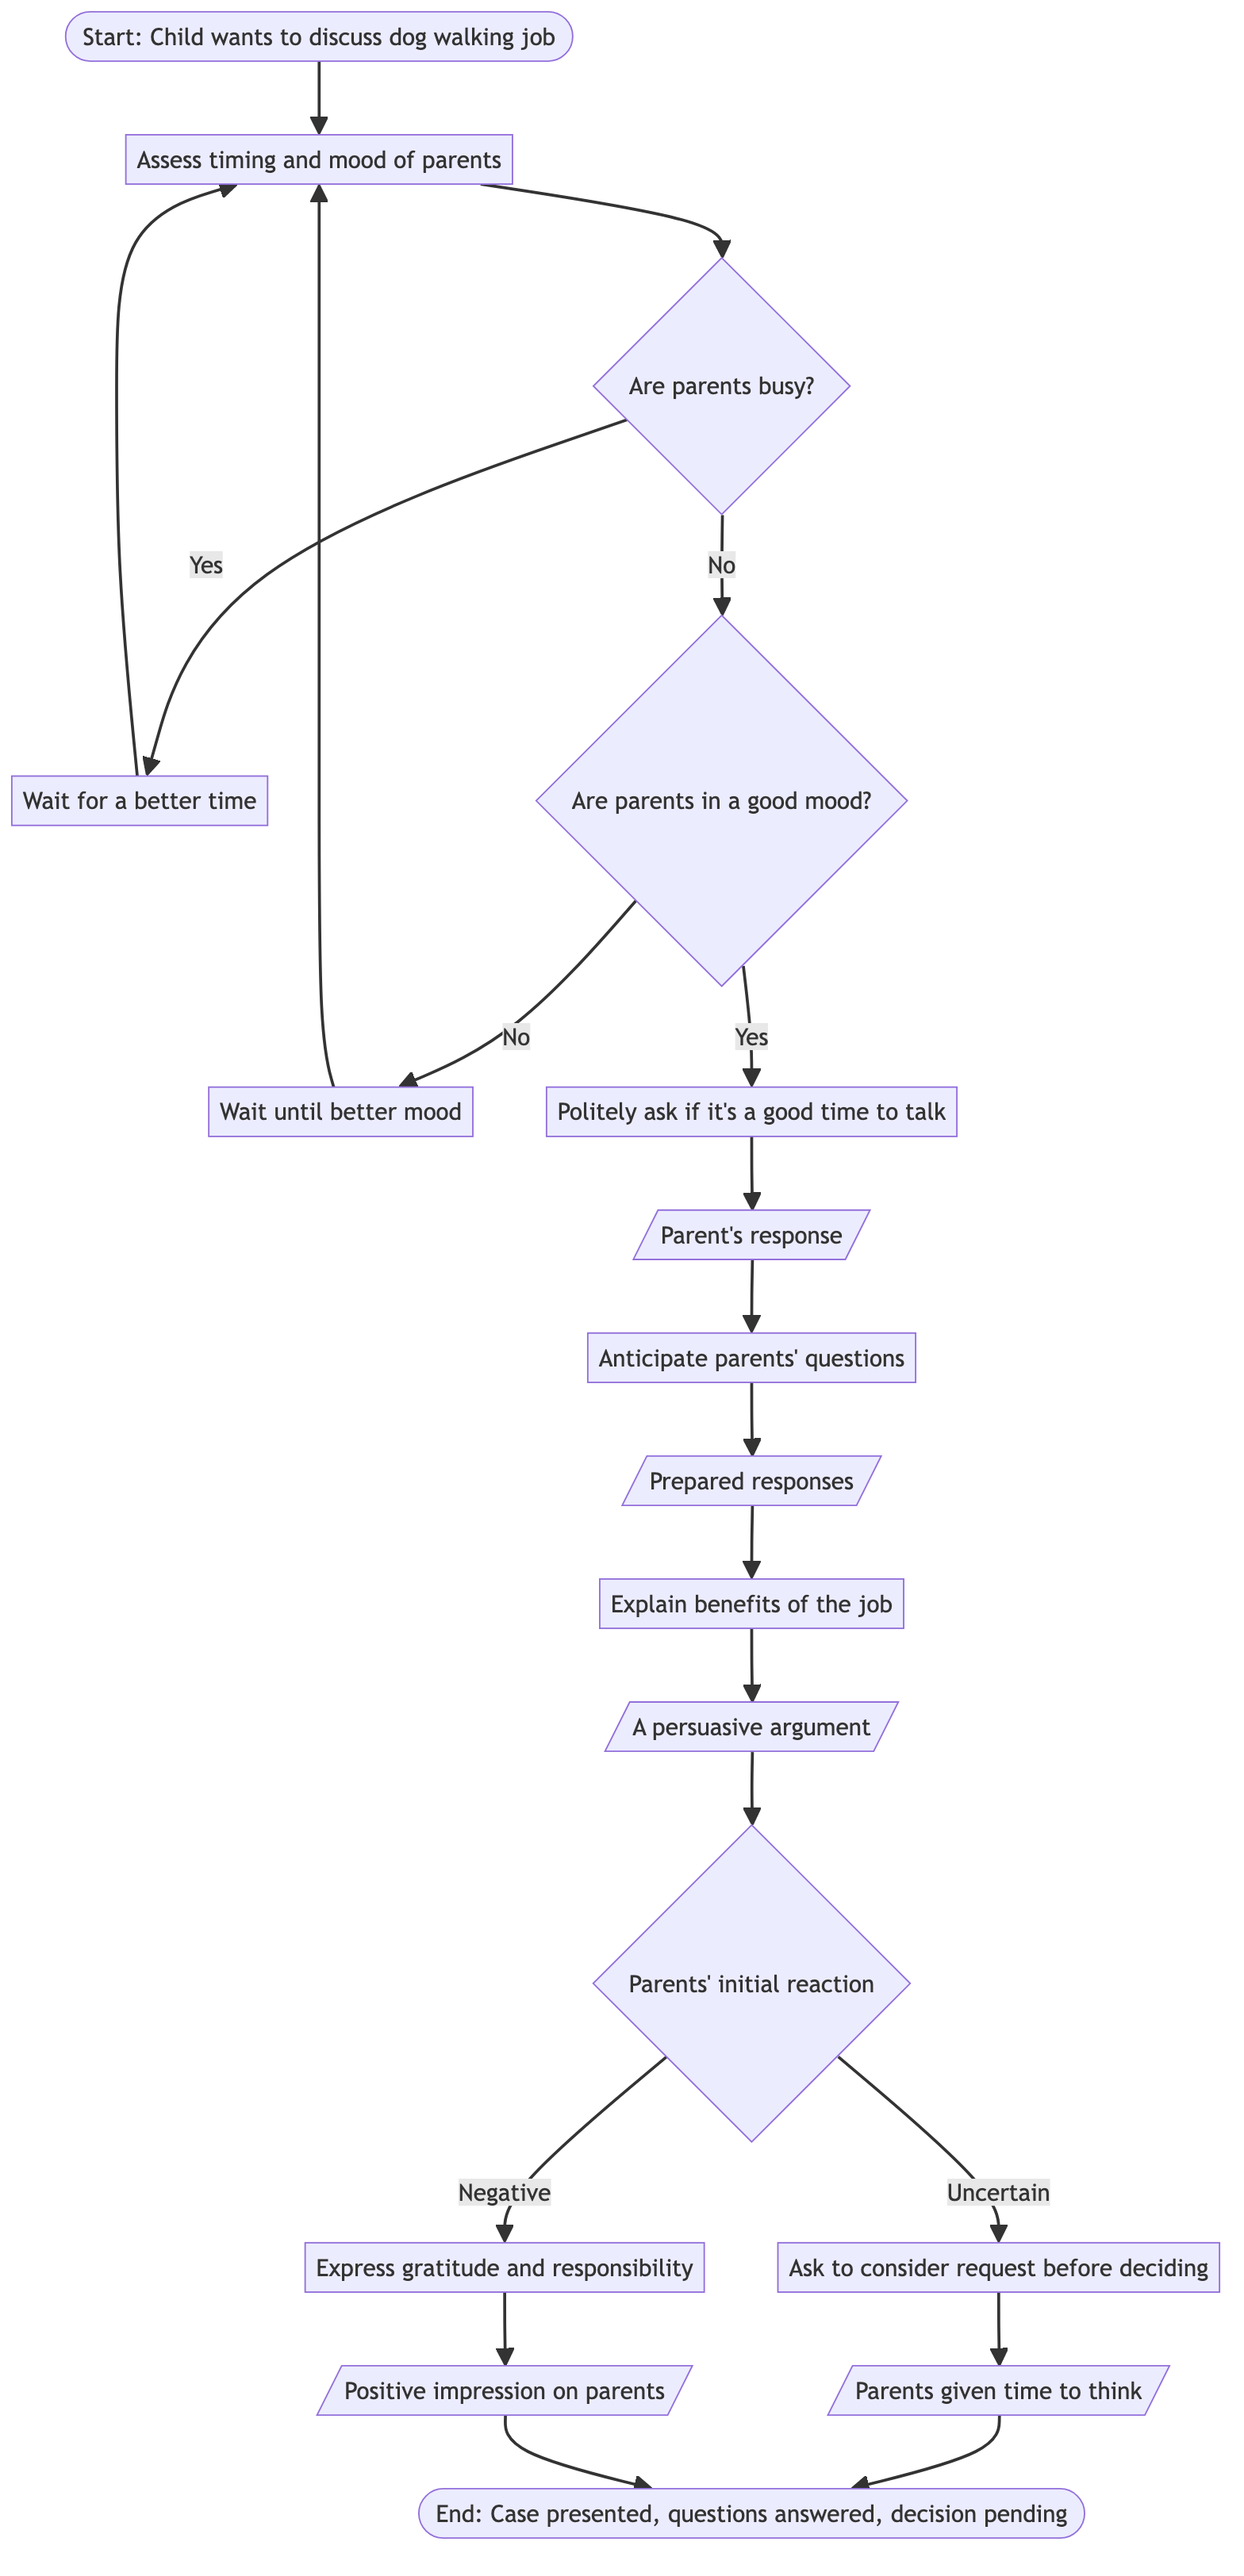 Start: Child wants to discuss dog walking job
Assess timing and mood of parents
Are parents busy?
Yes
No
Wait for a better time
Are parents in a good mood?
No
Yes
Wait until better mood
Politely ask if it's a good time to talk
Parent's response
Anticipate parents' questions
Prepared responses
Explain benefits of the job
A persuasive argument
Parents' initial reaction
Negative
Uncertain
Express gratitude and responsibility
Ask to consider request before deciding
Positive impression on parents
Parents given time to think
End: Case presented, questions answered, decision pending